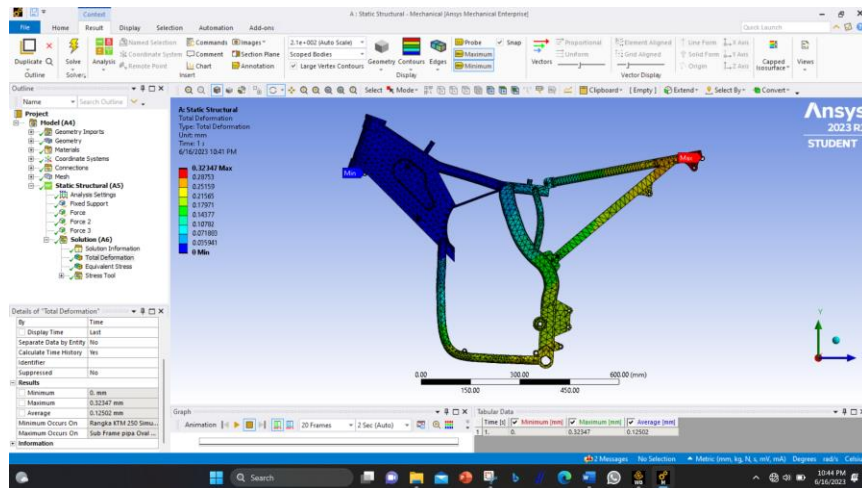 Context
A : Static Structural - Mechanical [Ansys Mechanical Enterprise]
File Home Result Display Selection Automation Add-ons
Quick Launch
Duplicate Q
Outline
Solve
Solver
Analysis
Named Selection
Coordinate System
Remote Point
Commands
Comment
Chart
Images
Section Plane
Annotation
Insert
2.1e+002 (Auto Scale)
Scoped Bodies
Large Vertex Contours
Geometry Contours Edges
Display
Probe
Maximum
Minimum
Snap
Vectors
Proportional
Uniform
Element Aligned
Grid Aligned
Line Form
Solid Form
Origin
X Axis
Y Axis
Z Axis
Vector Display
Capped Isosurface
Views
Select Mode
Clipboard [ Empty ] Extend Select By Convert
Outline
Name Search Outline
Project
Model (A4)
Geometry Imports
Geometry
Materials
Coordinate Systems
Connections
Mesh
Static Structural (A5)
Analysis Settings
Fixed Support
Force
Force 2
Force 3
Solution (A6)
Solution Information
Total Deformation
Equivalent Stress
Stress Tool
A: Static Structural
Total Deformation
Type: Total Deformation
Unit: mm
Time: 1 s
6/16/2023 10:41 PM
0.32347 Max
0.28753
0.25159
0.21565
0.17971
0.14377
0.10782
0.071883
0.035941
0 Min
Min
Max
Ansys
2023 R
STUDENT
Y
0.00 300.00 600.00 (mm)
150.00 450.00
Details of "Total Deformation"
By Time
Display Time Last
Separate Data by Entity No
Calculate Time History Yes
Identifier
Suppressed No
Results
Minimum 0. mm
Maximum 0.32347 mm
Average 0.12502 mm
Minimum Occurs On Rangka KTM 250 Simu...
Maximum Occurs On Sub Frame pipa Oval ...
Information
Graph
Animation 20 Frames 2 Sec (Auto)
Tabular Data
Time [s] Minimum [mm] Maximum [mm] Average [mm]
1 1. 0. 0.32347 0.12502
2 Messages No Selection Metric (mm, kg, N, s, mV, mA) Degrees rad/s Celsi
Search
10:44 PM
6/16/2023